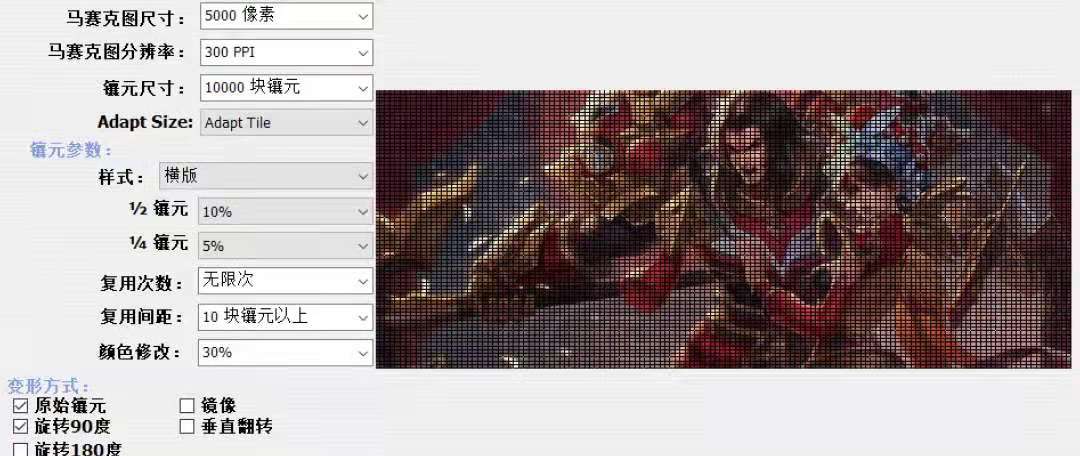 马赛克图尺寸： 5000 像素
马赛克图分辨率： 300 PPI
镶元尺寸： 10000 块镶元
Adapt Size: Adapt Tile
镶元参数：
样式： 横版
½ 镶元 10%
¼ 镶元 5%
复用次数： 无限次
复用间距： 10 块镶元以上
颜色修改： 30%
变形方式：
原始镶元 镜像
旋转90度 垂直翻转
旋转180度